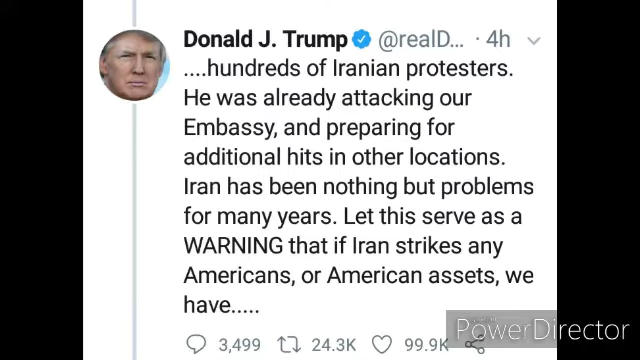 Donald J. Trump @realD... · 4h
....hundreds of Iranian protesters.
He was already attacking our
Embassy, and preparing for
additional hits in other locations.
Iran has been nothing but problems
for many years. Let this serve as a
WARNING that if Iran strikes any
Americans, or American assets, we
have.....
3,499 24.3K 99.9K
PowerDirector